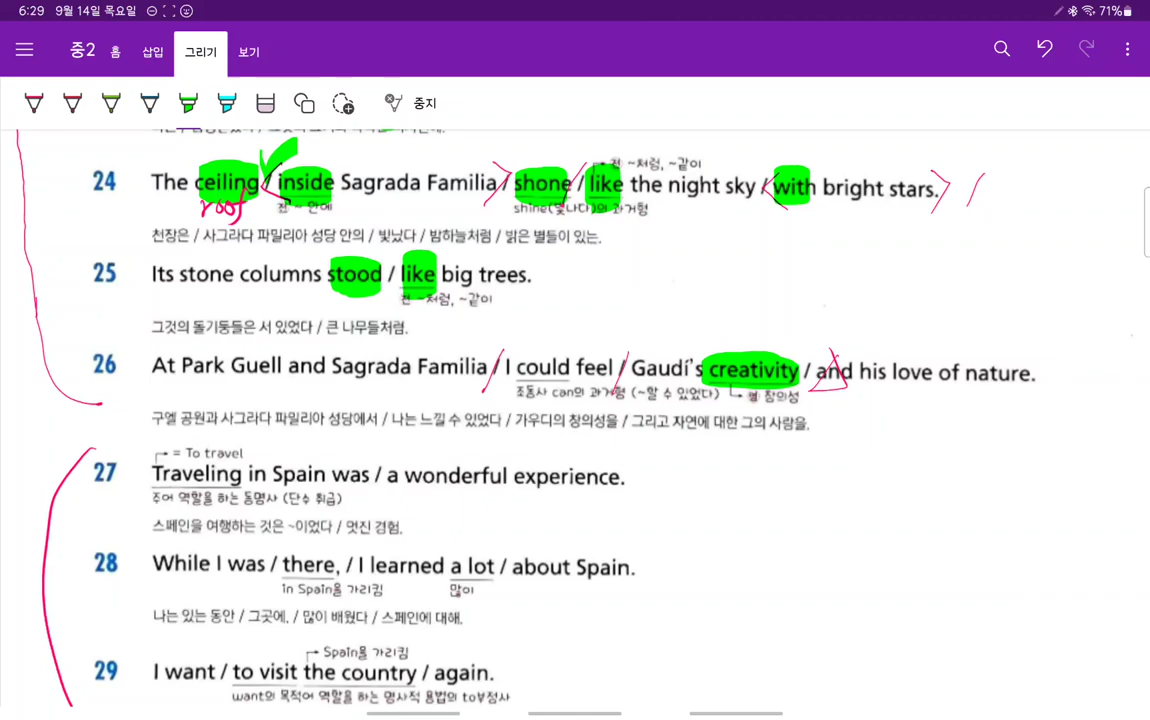 6:29 9월 14일 목요일 71%
중2 홈 삽입 그리기 보기
중지
전 ~처럼, ~같이
24 The ceiling / inside Sagrada Familia / shone / like the night sky / with bright stars.
roof 전 ~ 안에 shine(빛나다)의 과거형
천장은 / 사그라다 파밀리아 성당 안의 / 빛났다 / 밤하늘처럼 / 밝은 별들이 있는.
25 Its stone columns stood / like big trees.
전 ~처럼, ~같이
그것의 돌기둥들은 서 있었다 / 큰 나무들처럼.
26 At Park Guell and Sagrada Familia / I could feel / Gaudí's creativity / and his love of nature.
조동사 can의 과거형 (~할 수 있었다) 명 창의성
구엘 공원과 사그라다 파밀리아 성당에서 / 나는 느낄 수 있었다 / 가우디의 창의성을 / 그리고 자연에 대한 그의 사랑을.
= To travel
27 Traveling in Spain was / a wonderful experience.
주어 역할을 하는 동명사 (단수 취급)
스페인을 여행하는 것은 ~이었다 / 멋진 경험.
28 While I was / there, / I learned a lot / about Spain.
in Spain을 가리킴 많이
나는 있는 동안 / 그곳에, / 많이 배웠다 / 스페인에 대해.
Spain을 가리킴
29 I want / to visit the country / again.
want의 목적어 역할을 하는 명사적 용법의 to부정사